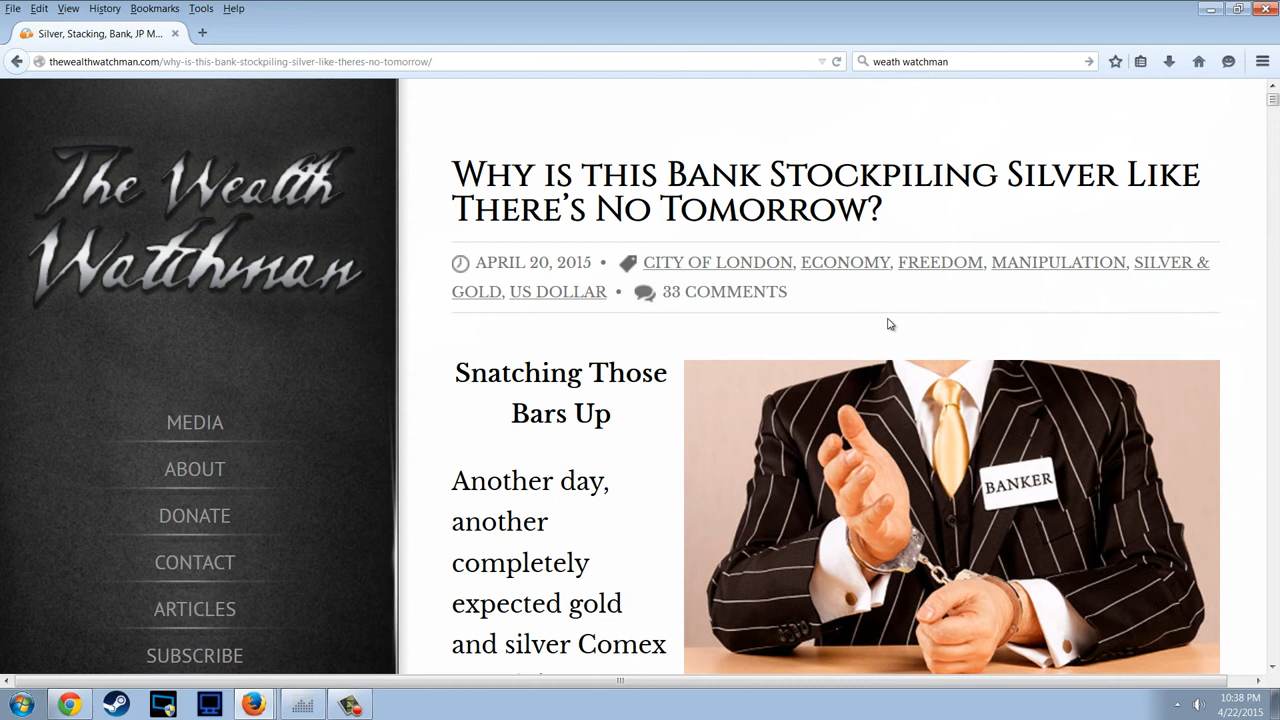 File Edit View History Bookmarks Tools Help
Silver, Stacking, Bank, JP M...
thewealthwatchman.com/why-is-this-bank-stockpiling-silver-like-theres-no-tomorrow/
weath watchman
The Wealth
Watchman
MEDIA
ABOUT
DONATE
CONTACT
ARTICLES
SUBSCRIBE
Why is this Bank Stockpiling Silver Like
There's No Tomorrow?
APRIL 20, 2015 • CITY OF LONDON, ECONOMY, FREEDOM, MANIPULATION, SILVER &
GOLD, US DOLLAR • 33 COMMENTS
Snatching Those
Bars Up
Another day,
another
completely
expected gold
and silver Comex
BANKER
10:38 PM
4/22/2015